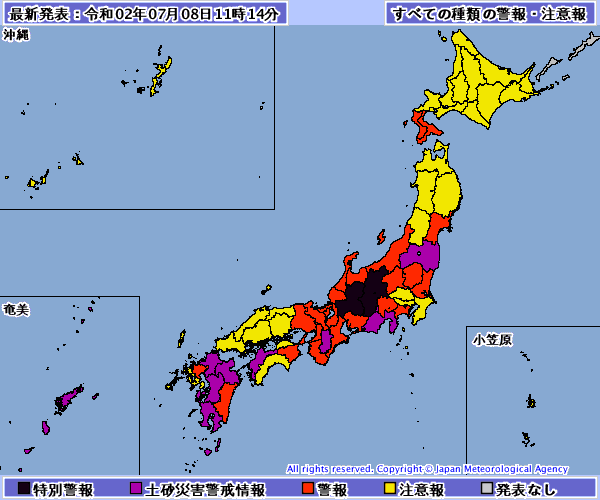 最新発表：令和02年07月08日11時14分
すべての種類の警報・注意報
沖縄
奄美
小笠原
All rights reserved. Copyright © Japan Meteorological Agency
特別警報
土砂災害警戒情報
警報
注意報
発表なし